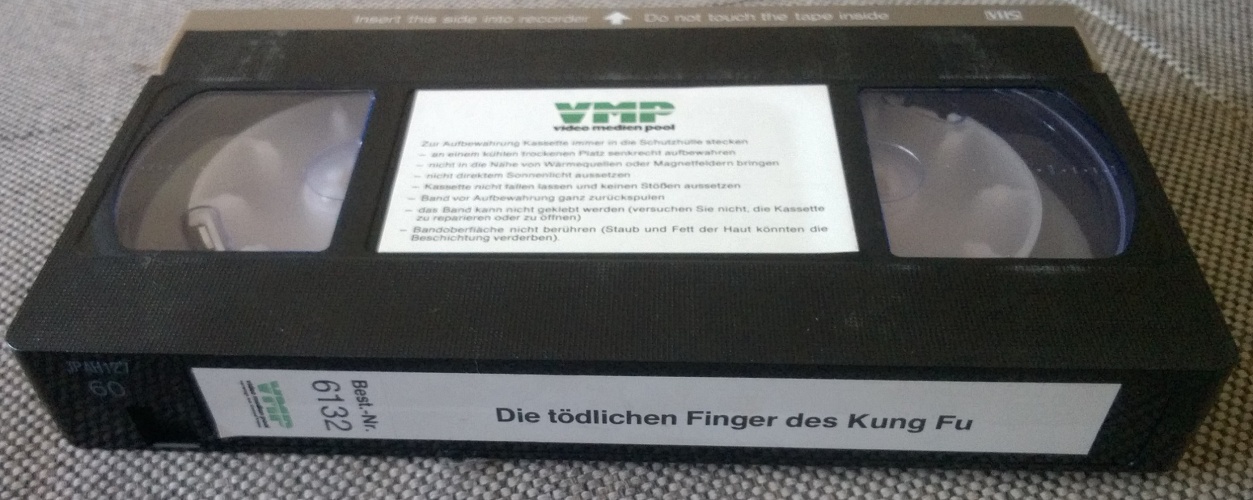 Insert this side into recorder Do not touch the tape inside VHS
VMP
video medien pool
Zur Aufbewahrung Kassette immer in die Schutzhülle stecken
– an einem kühlen trockenen Platz senkrecht aufbewahren
– nicht in die Nähe von Wärmequellen oder Magnetfeldern bringen
– nicht direktem Sonnenlicht aussetzen
– Kassette nicht fallen lassen und keinen Stößen aussetzen
– Band vor Aufbewahrung ganz zurückspulen
– das Band kann nicht geklebt werden (versuchen Sie nicht, die Kassette
zu reparieren oder zu öffnen)
– Bandoberfläche nicht berühren (Staub und Fett der Haut könnten die
Beschichtung verderben).
60
VMP
Best.-Nr.
6132
Die tödlichen Finger des Kung Fu